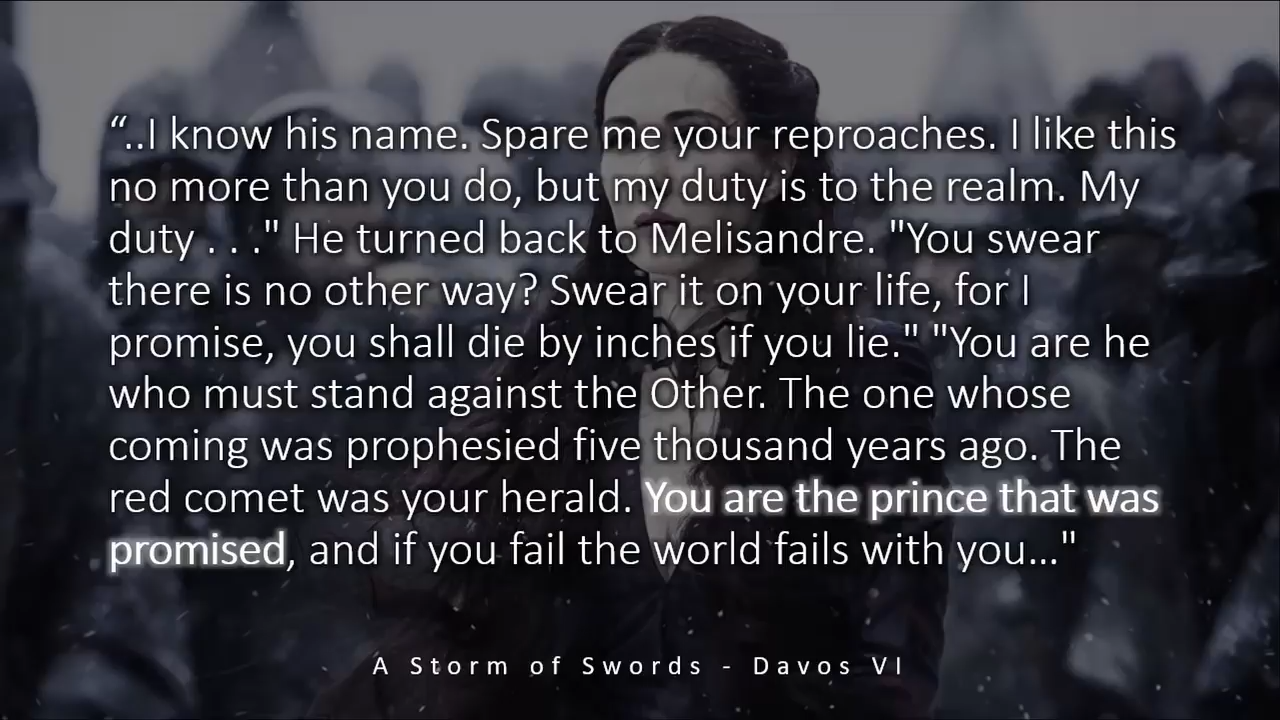 “..I know his name. Spare me your reproaches. I like this
no more than you do, but my duty is to the realm. My
duty . . ." He turned back to Melisandre. "You swear
there is no other way? Swear it on your life, for I
promise, you shall die by inches if you lie." "You are he
who must stand against the Other. The one whose
coming was prophesied five thousand years ago. The
red comet was your herald. You are the prince that was
promised, and if you fail the world fails with you..."
A Storm of Swords - Davos VI